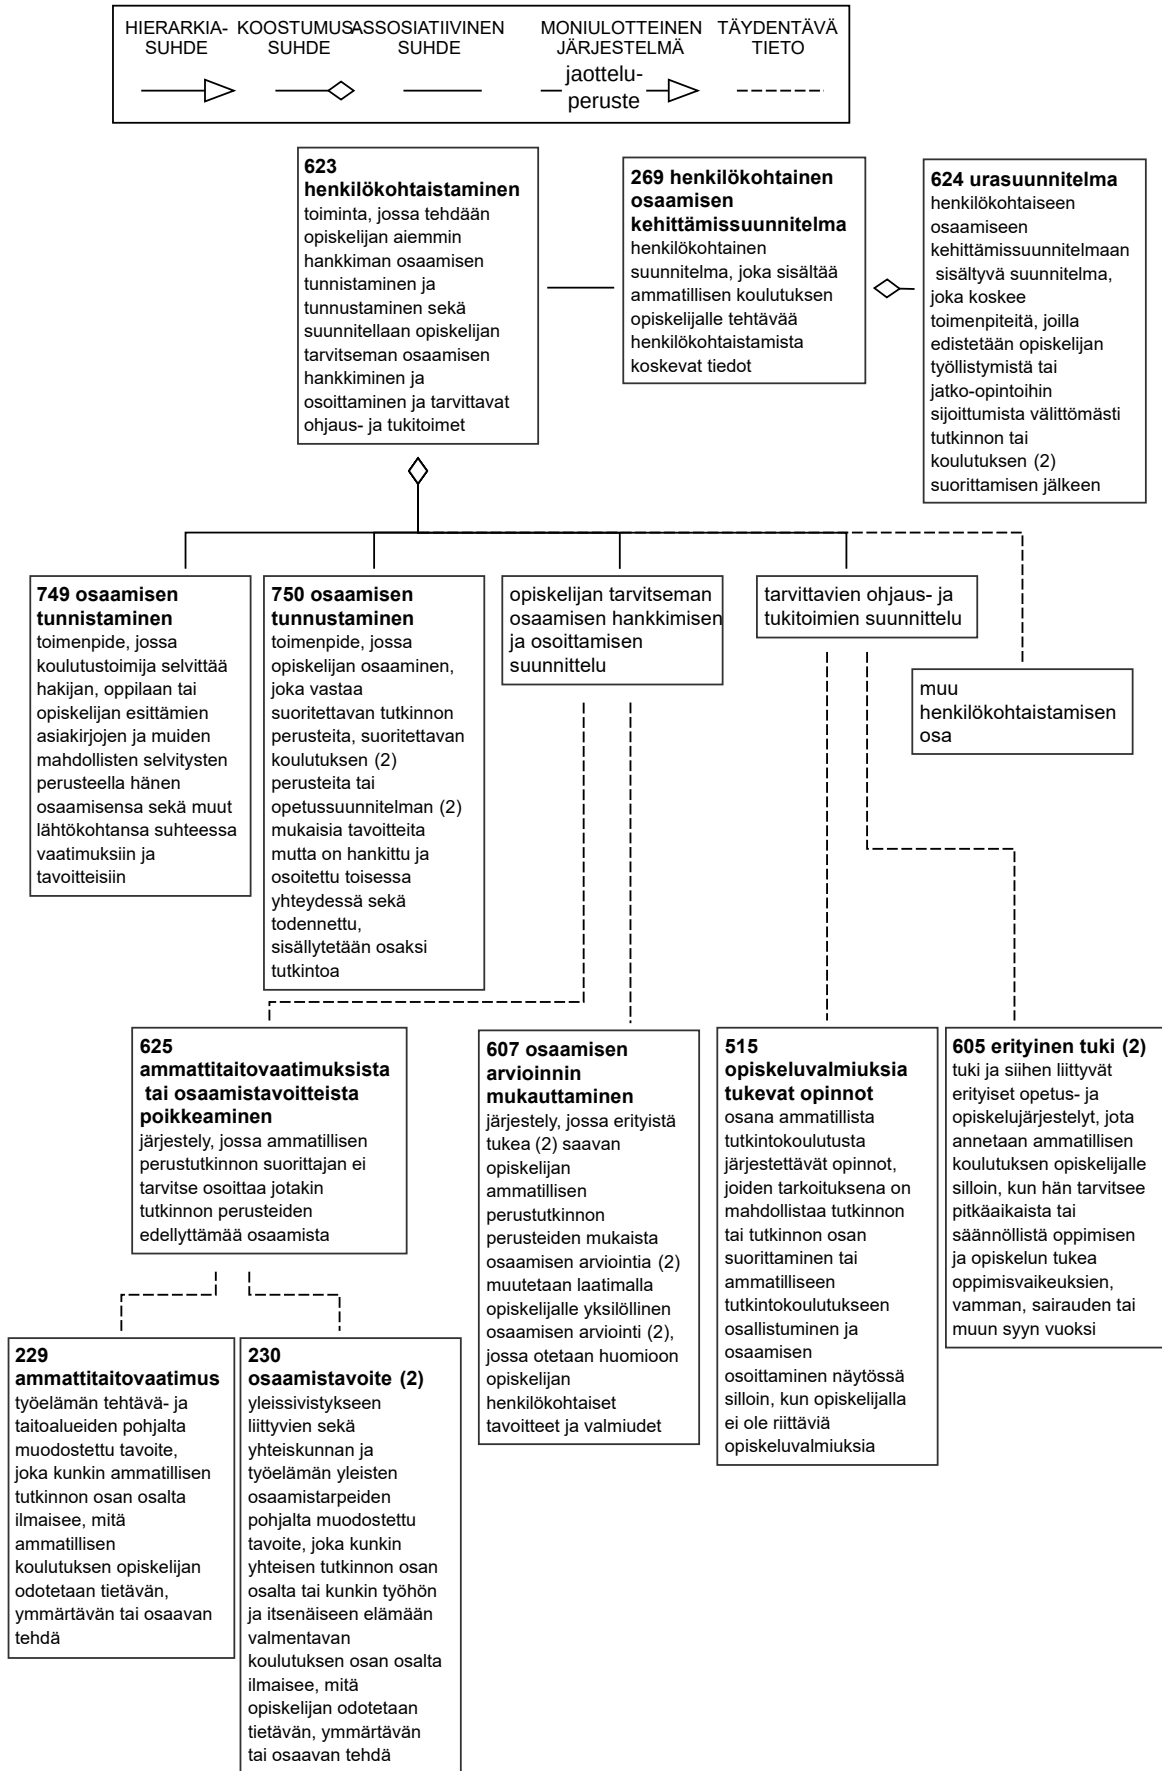 HIERARKIA-
SUHDE
KOOSTUMUS-
SUHDE
ASSOSIATIIVINEN
SUHDE
MONIULOTTEINEN
JÄRJESTELMÄ
jaottelu-
peruste
TÄYDENTÄVÄ
TIETO
623
henkilökohtaistaminen
toiminta, jossa tehdään
opiskelijan aiemmin
hankkiman osaamisen
tunnistaminen ja
tunnustaminen sekä
suunnitellaan opiskelijan
tarvitseman osaamisen
hankkiminen ja
osoittaminen ja tarvittavat
ohjaus- ja tukitoimet
269 henkilökohtainen
osaamisen
kehittämissuunnitelma
henkilökohtainen
suunnitelma, joka sisältää
ammatillisen koulutuksen
opiskelijalle tehtävää
henkilökohtaistamista
koskevat tiedot
624 urasuunnitelma
henkilökohtaiseen
osaamiseen
kehittämissuunnitelmaan
sisältyvä suunnitelma,
joka koskee
toimenpiteitä, joilla
edistetään opiskelijan
työllistymistä tai
jatko-opintoihin
sijoittumista välittömästi
tutkinnon tai
koulutuksen (2)
suorittamisen jälkeen
749 osaamisen
tunnistaminen
toimenpide, jossa
koulutustoimija selvittää
hakijan, oppilaan tai
opiskelijan esittämien
asiakirjojen ja muiden
mahdollisten selvitysten
perusteella hänen
osaamisensa sekä muut
lähtökohtansa suhteessa
vaatimuksiin ja
tavoitteisiin
750 osaamisen
tunnustaminen
toimenpide, jossa
opiskelijan osaaminen,
joka vastaa
suoritettavan tutkinnon
perusteita, suoritettavan
koulutuksen (2)
perusteita tai
opetussuunnitelman (2)
mukaisia tavoitteita
mutta on hankittu ja
osoitettu toisessa
yhteydessä sekä
todennettu,
sisällytetään osaksi
tutkintoa
opiskelijan tarvitseman
osaamisen hankkimisen
ja osoittamisen
suunnittelu
tarvittavien ohjaus- ja
tukitoimien suunnittelu
muu
henkilökohtaistamisen
osa
625
ammattitaitovaatimuksista
tai osaamistavoitteista
poikkeaminen
järjestely, jossa ammatillisen
perustutkinnon suorittajan ei
tarvitse osoittaa jotakin
tutkinnon perusteiden
edellyttämää osaamista
607 osaamisen
arvioinnin
mukauttaminen
järjestely, jossa erityistä
tukea (2) saavan
opiskelijan
ammatillisen
perustutkinnon
perusteiden mukaista
osaamisen arviointia (2)
muutetaan laatimalla
opiskelijalle yksilöllinen
osaamisen arviointi (2),
jossa otetaan huomioon
opiskelijan
henkilökohtaiset
tavoitteet ja valmiudet
515
opiskeluvalmiuksia
tukevat opinnot
osana ammatillista
tutkintokoulutusta
järjestettävät opinnot,
joiden tarkoituksena on
mahdollistaa tutkinnon
tai tutkinnon osan
suorittaminen tai
ammatilliseen
tutkintokoulutukseen
osallistuminen ja
osaamisen
osoittaminen näytössä
silloin, kun opiskelijalla
ei ole riittäviä
opiskeluvalmiuksia
605 erityinen tuki (2)
tuki ja siihen liittyvät
erityiset opetus- ja
opiskelujärjestelyt, jota
annetaan ammatillisen
koulutuksen opiskelijalle
silloin, kun hän tarvitsee
pitkäaikaista tai
säännöllistä oppimisen
ja opiskelun tukea
oppimisvaikeuksien,
vamman, sairauden tai
muun syyn vuoksi
229
ammattitaitovaatimus
työelämän tehtävä- ja
taitoalueiden pohjalta
muodostettu tavoite,
joka kunkin ammatillisen
tutkinnon osan osalta
ilmaisee, mitä
ammatillisen
koulutuksen opiskelijan
odotetaan tietävän,
ymmärtävän tai osaavan
tehdä
230
osaamistavoite (2)
yleissivistykseen
liittyvien sekä
yhteiskunnan ja
työelämän yleisten
osaamistarpeiden
pohjalta muodostettu
tavoite, joka kunkin
yhteisen tutkinnon osan
osalta tai kunkin työhön
ja itsenäiseen elämään
valmentavan
koulutuksen osan osalta
ilmaisee, mitä
opiskelijan odotetaan
tietävän, ymmärtävän
tai osaavan tehdä